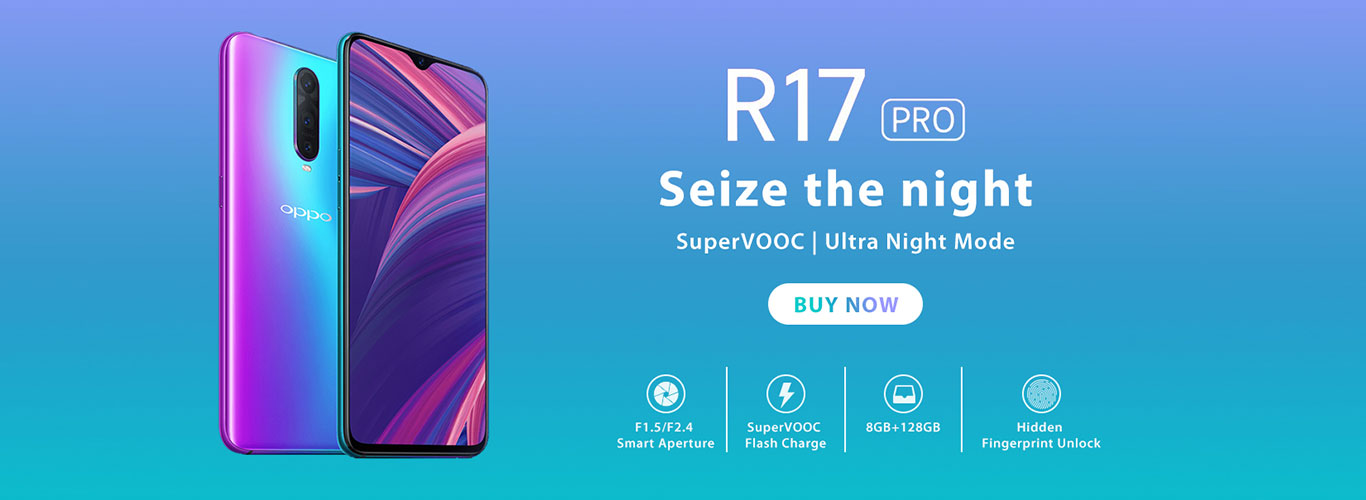 oppo
R17 PRO
Seize the night
SuperVOOC | Ultra Night Mode
BUY NOW
F1.5/F2.4
Smart Aperture
SuperVOOC
Flash Charge
8GB+128GB
Hidden
Fingerprint Unlock